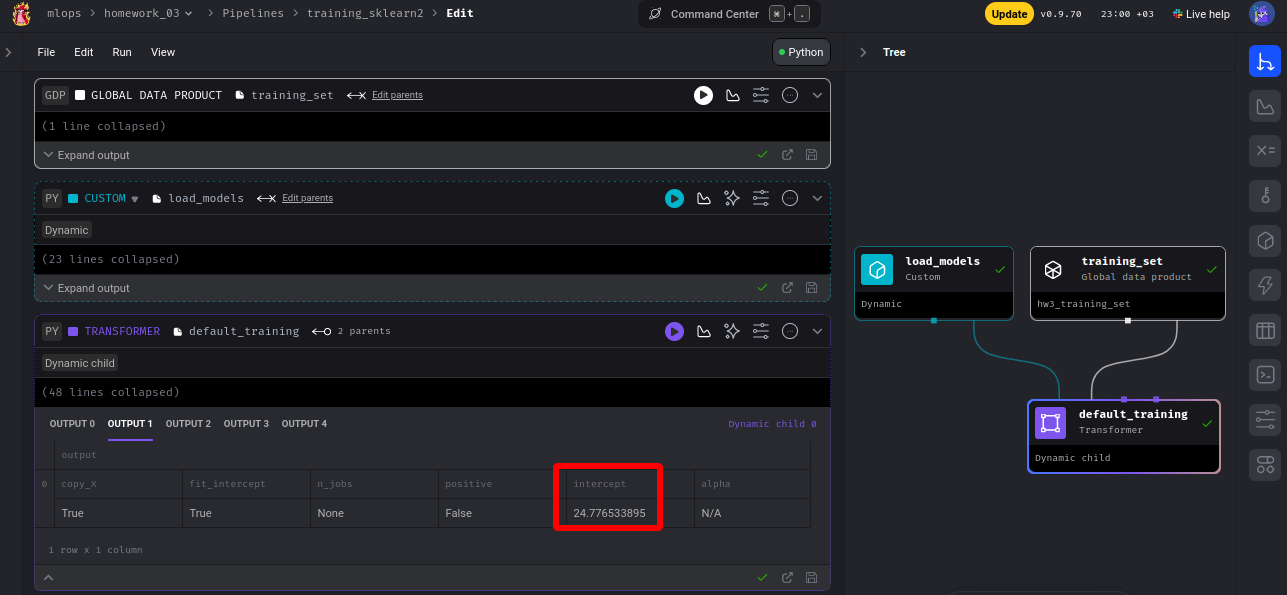 mlops > homework_03 > Pipelines > training_sklearn2 > Edit
Command Center ⌘ + .
Update v0.9.70 23:00 +03 Live help
File Edit Run View
Python
Tree
GDP GLOBAL DATA PRODUCT training_set Edit parents
(1 line collapsed)
Expand output
PY CUSTOM load_models Edit parents
Dynamic
(23 lines collapsed)
Expand output
PY TRANSFORMER default_training 2 parents
Dynamic child
(48 lines collapsed)
OUTPUT 0 OUTPUT 1 OUTPUT 2 OUTPUT 3 OUTPUT 4 Dynamic child 0
output
0 copy_X fit_intercept n_jobs positive intercept alpha
True True None False 24.776533895 N/A
1 row x 1 column
load_models
Custom
Dynamic
training_set
Global data product
hw3_training_set
default_training
Transformer
Dynamic child